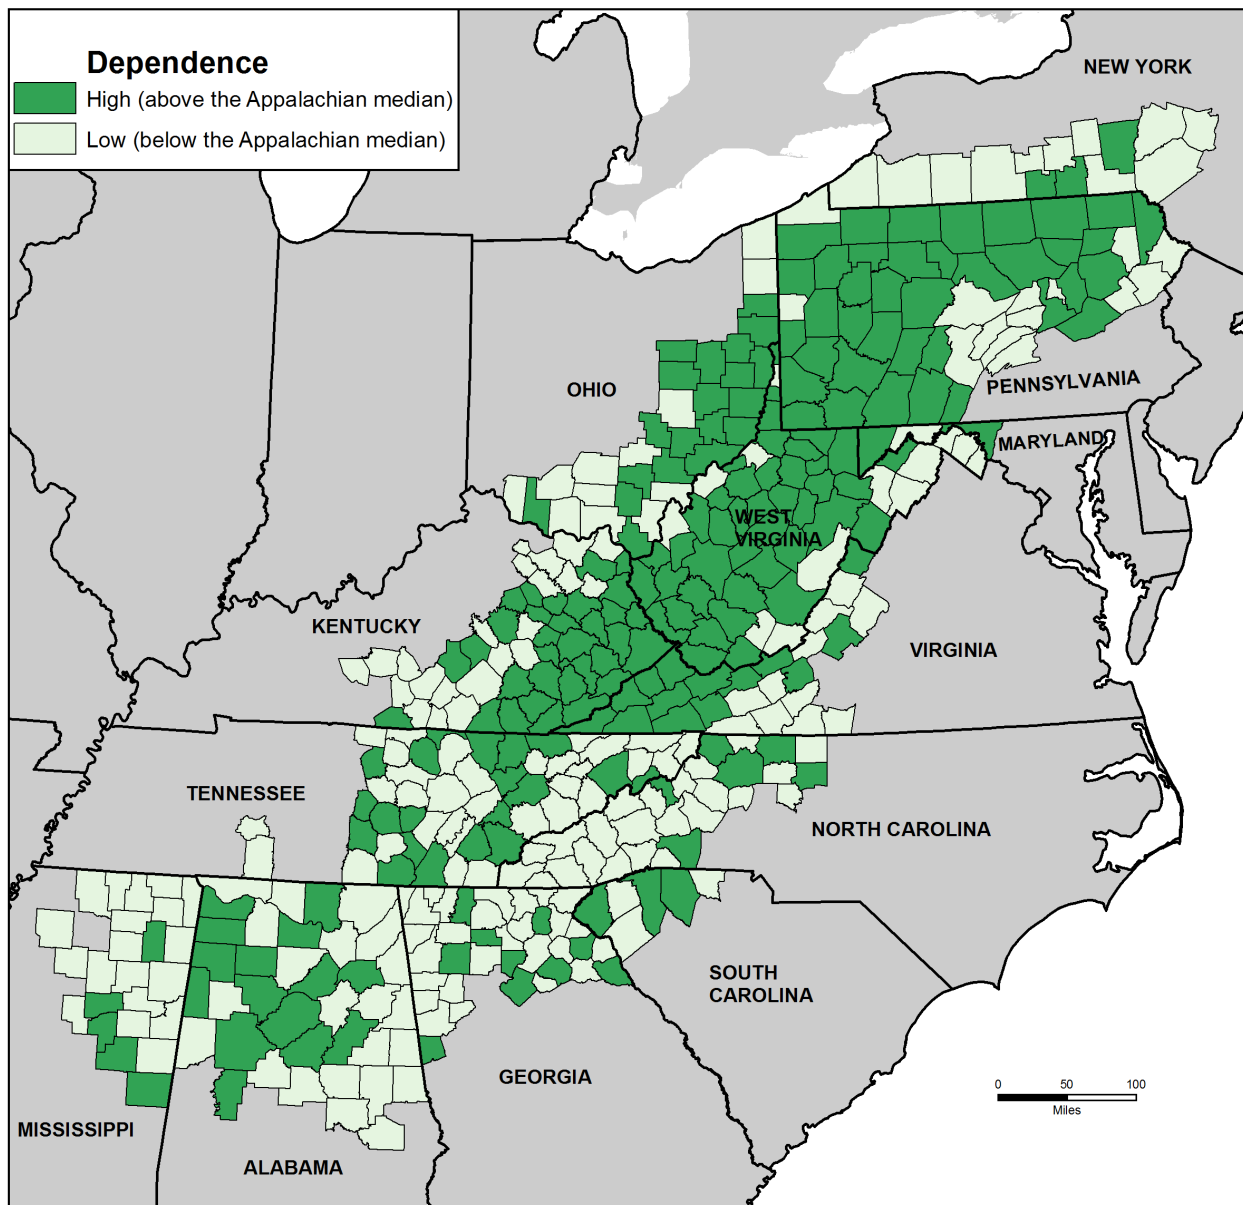 Dependence
High (above the Appalachian median)
Low (below the Appalachian median)
NEW YORK
OHIO
PENNSYLVANIA
MARYLAND
WEST
VIRGINIA
KENTUCKY
VIRGINIA
TENNESSEE
NORTH CAROLINA
SOUTH
CAROLINA
GEORGIA
0 50 100
Miles
MISSISSIPPI
ALABAMA